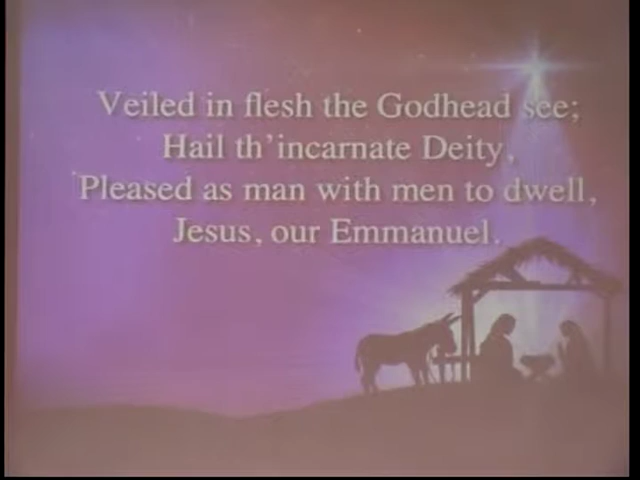 Veiled in flesh the Godhead see;
Hail th'incarnate Deity,
Pleased as man with men to dwell,
Jesus, our Emmanuel.